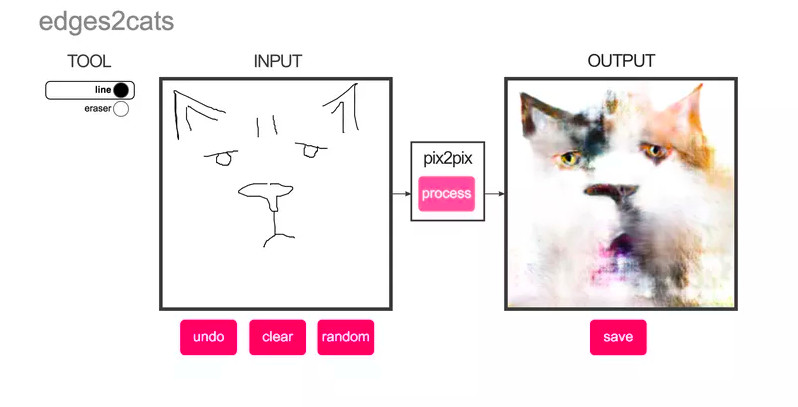 edges2cats
TOOL
INPUT
OUTPUT
line
eraser
pix2pix
process
undo
clear
random
save